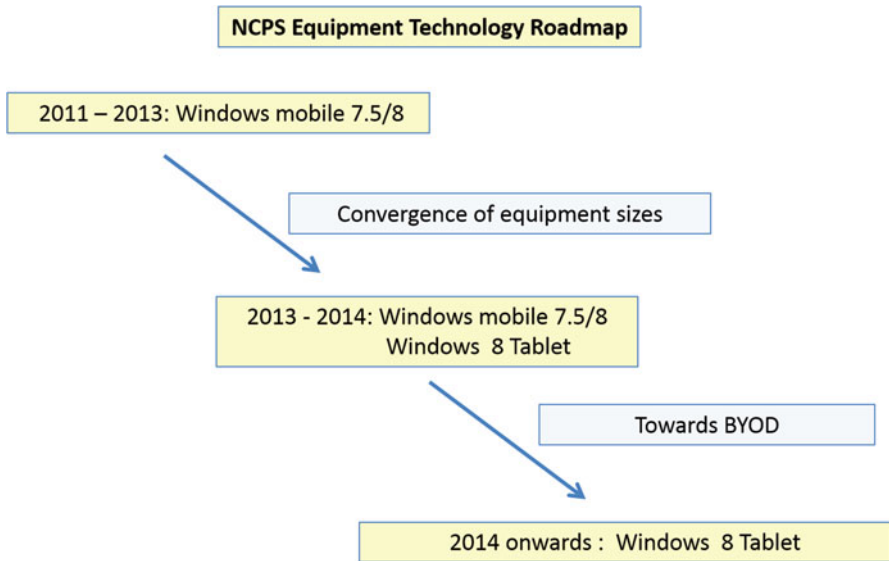 NCPS Equipment Technology Roadmap
2011 – 2013: Windows mobile 7.5/8
Convergence of equipment sizes
2013 - 2014: Windows mobile 7.5/8
Windows 8 Tablet
Towards BYOD
2014 onwards : Windows 8 Tablet